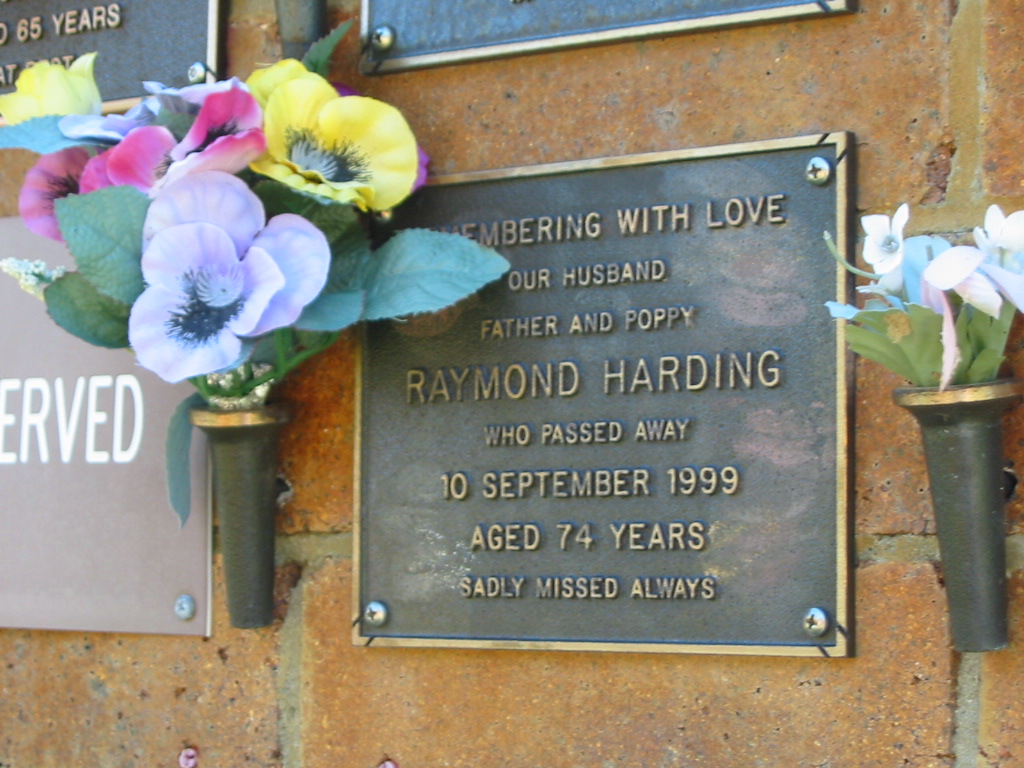 65 YEARS
MEMBERING WITH LOVE
OUR HUSBAND
FATHER AND POPPY
RAYMOND HARDING
WHO PASSED AWAY
10 SEPTEMBER 1999
AGED 74 YEARS
SADLY MISSED ALWAYS
ERVED